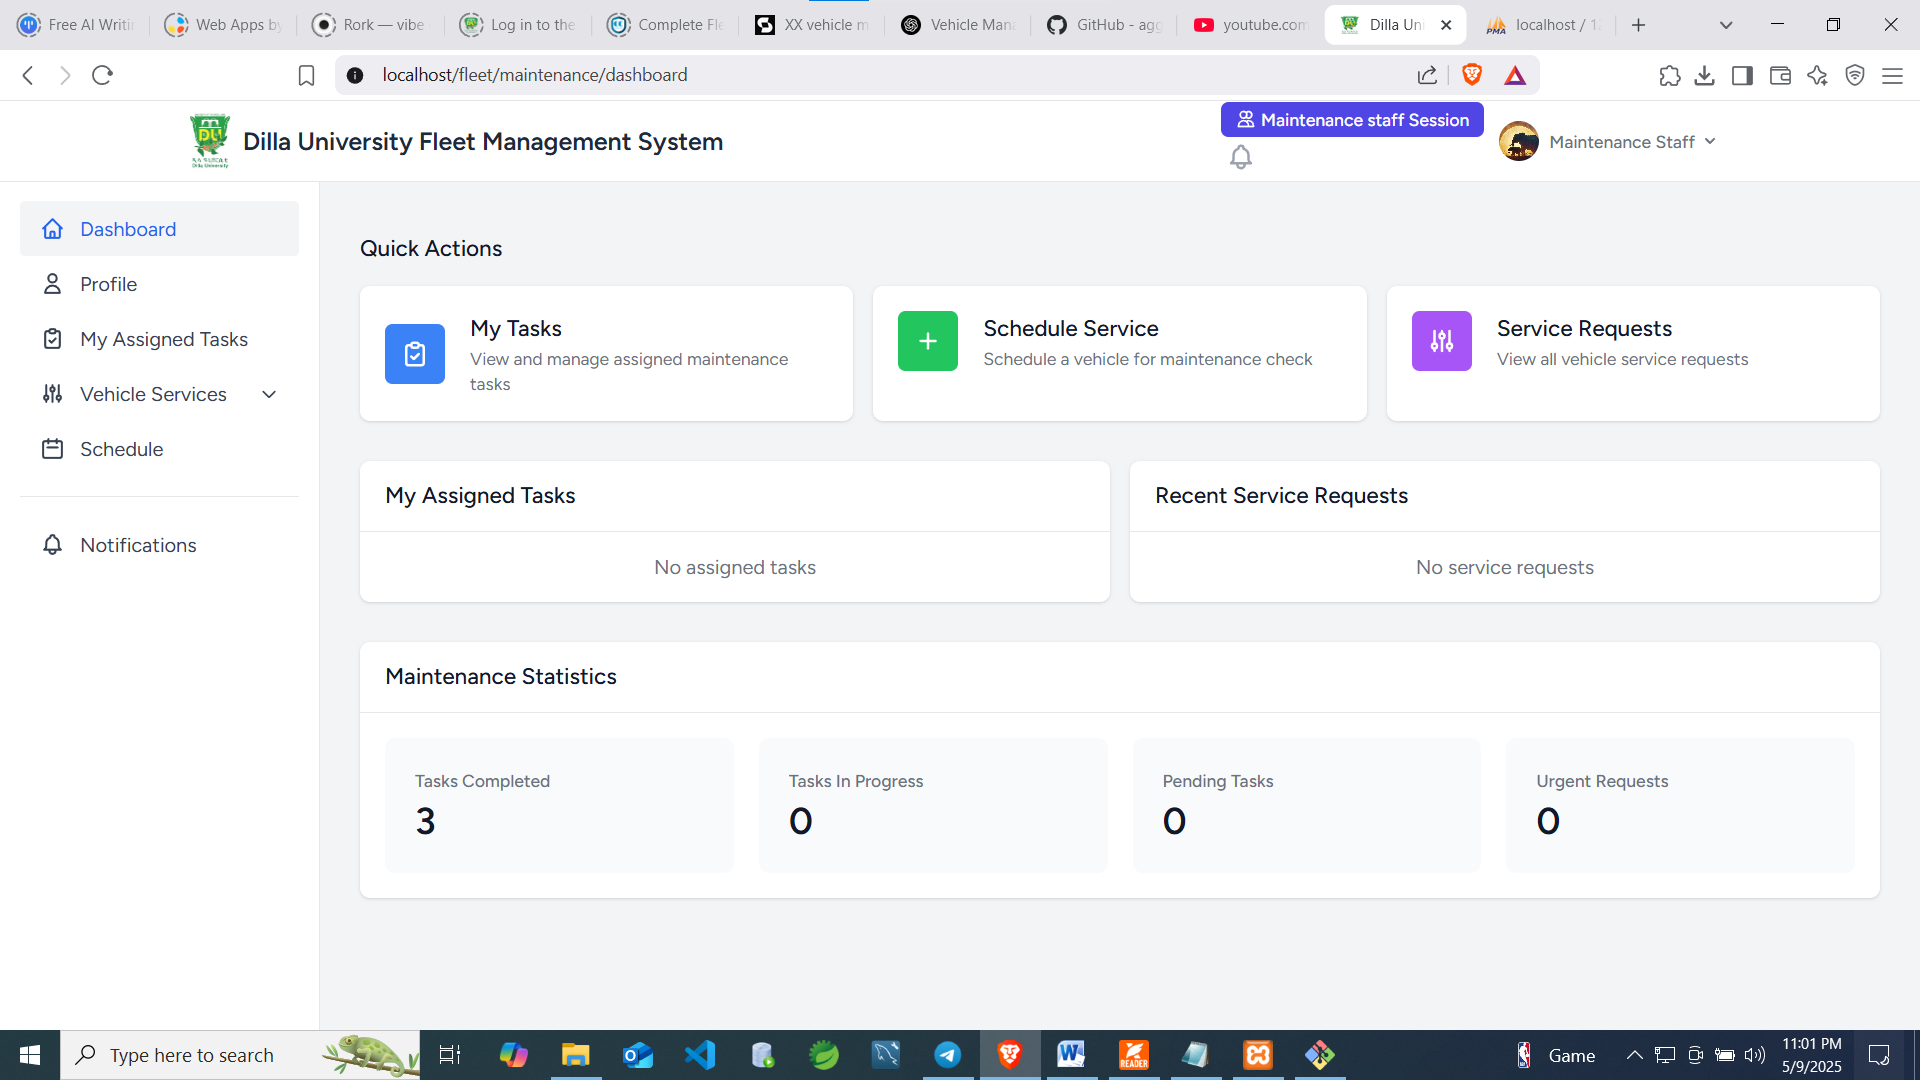 Free AI Writin
Web Apps by
Rork — vibe
Log in to the
Complete Fle
XX vehicle m
Vehicle Mana
GitHub - agg
youtube.com
Dilla Uni
localhost / 12
localhost/fleet/maintenance/dashboard
Dilla University Fleet Management System
Maintenance staff Session
Maintenance Staff
Dashboard
Profile
My Assigned Tasks
Vehicle Services
Schedule
Notifications
Quick Actions
My Tasks
View and manage assigned maintenance
tasks
Schedule Service
Schedule a vehicle for maintenance check
Service Requests
View all vehicle service requests
My Assigned Tasks
No assigned tasks
Recent Service Requests
No service requests
Maintenance Statistics
Tasks Completed
3
Tasks In Progress
0
Pending Tasks
0
Urgent Requests
0
Type here to search
READER
Game
11:01 PM
5/9/2025